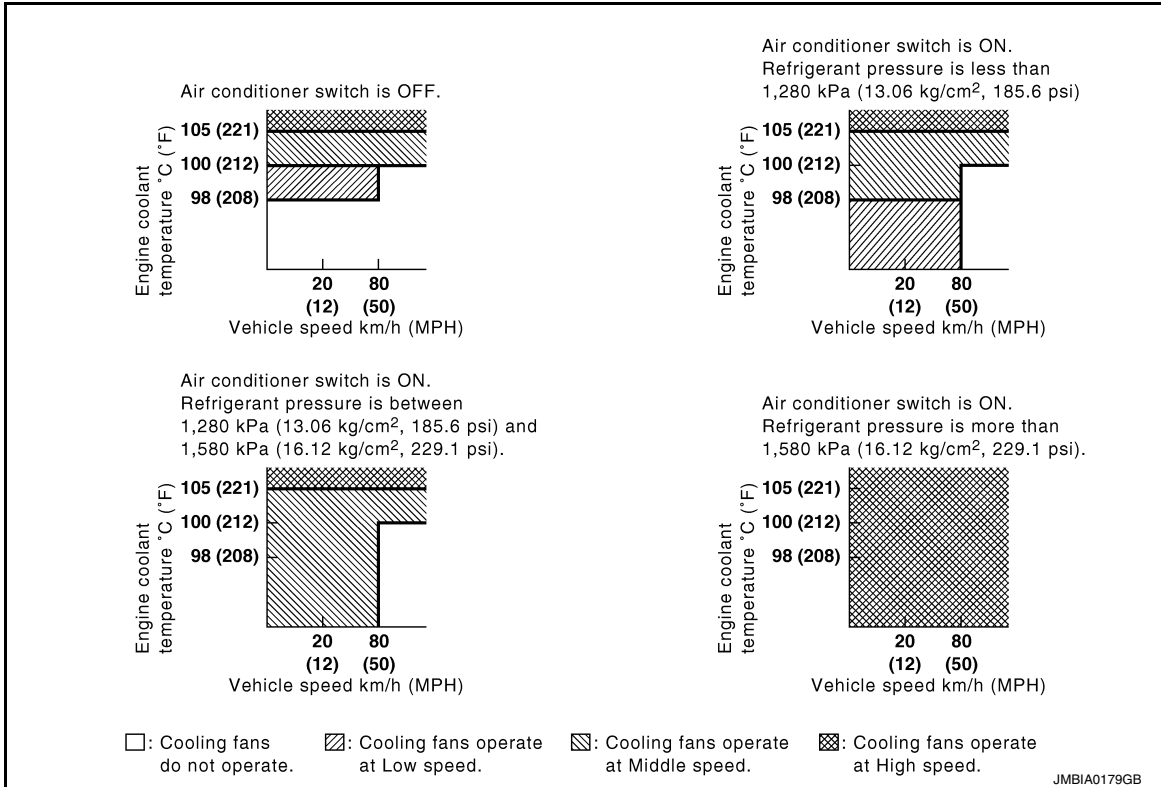 Air conditioner switch is OFF.
Engine coolant
temperature ˚C (˚F)
105 (221)
100 (212)
98 (208)
20
(12)
80
(50)
Vehicle speed km/h (MPH)
Air conditioner switch is ON.
Refrigerant pressure is less than
1,280 kPa (13.06 kg/cm², 185.6 psi)
Engine coolant
temperature ˚C (˚F)
105 (221)
100 (212)
98 (208)
20
(12)
80
(50)
Vehicle speed km/h (MPH)
Air conditioner switch is ON.
Refrigerant pressure is between
1,280 kPa (13.06 kg/cm², 185.6 psi) and
1,580 kPa (16.12 kg/cm², 229.1 psi).
Engine coolant
temperature ˚C (˚F)
105 (221)
100 (212)
98 (208)
20
(12)
80
(50)
Vehicle speed km/h (MPH)
Air conditioner switch is ON.
Refrigerant pressure is more than
1,580 kPa (16.12 kg/cm², 229.1 psi).
Engine coolant
temperature ˚C (˚F)
105 (221)
100 (212)
98 (208)
20
(12)
80
(50)
Vehicle speed km/h (MPH)
: Cooling fans
do not operate.
: Cooling fans operate
at Low speed.
: Cooling fans operate
at Middle speed.
: Cooling fans operate
at High speed.
JMBIA0179GB